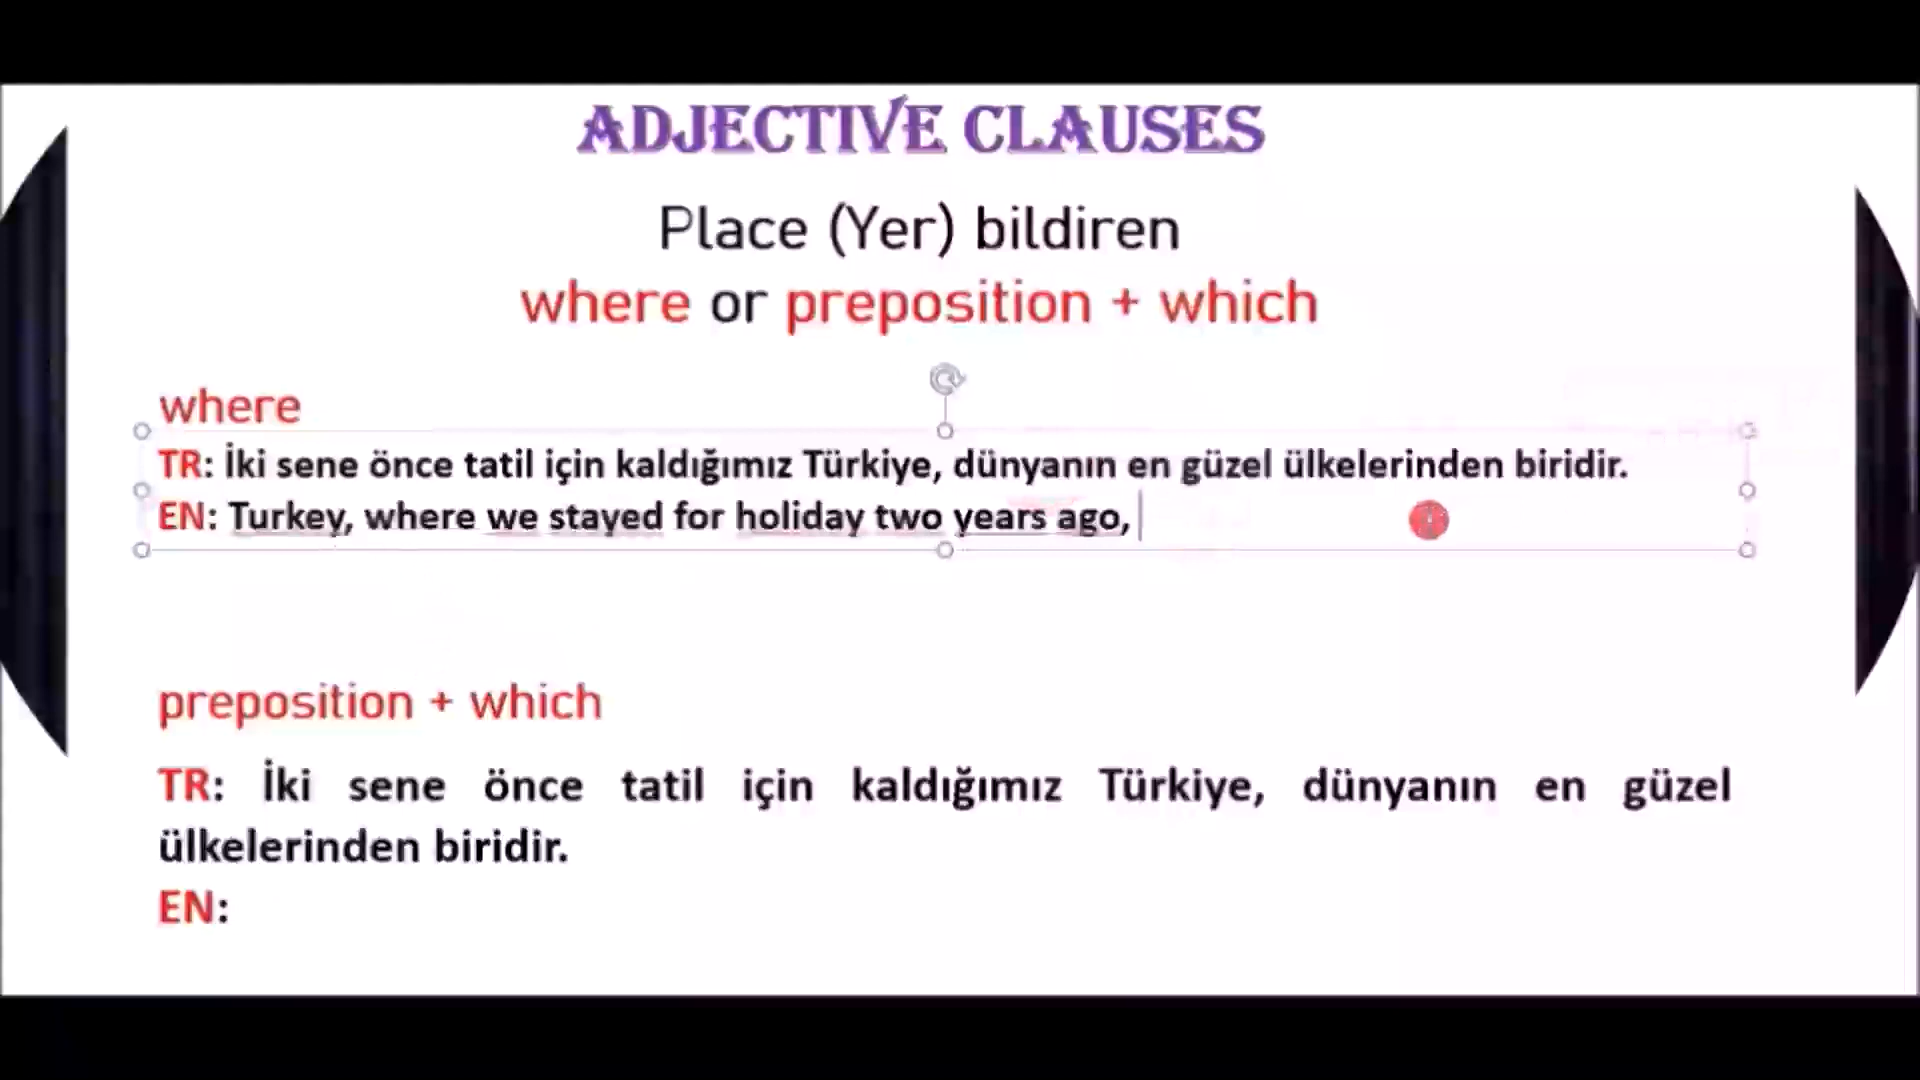 ADJECTIVE CLAUSES
Place (Yer) bildiren
where or preposition + which
where
TR: İki sene önce tatil için kaldığımız Türkiye, dünyanın en güzel ülkelerinden biridir.
EN: Turkey, where we stayed for holiday two years ago,
preposition + which
TR: İki sene önce tatil için kaldığımız Türkiye, dünyanın en güzel
ülkelerinden biridir.
EN: